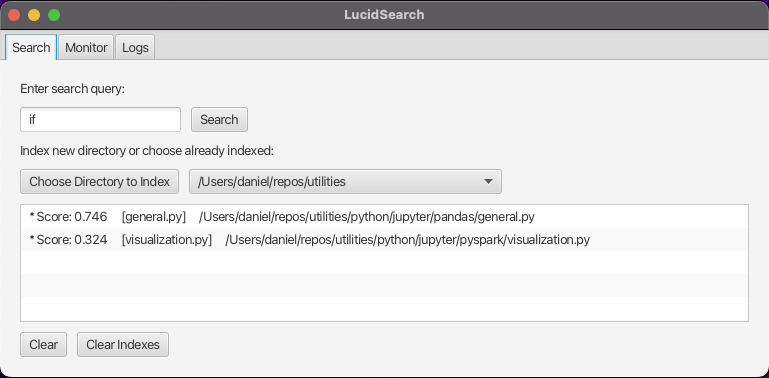 LucidSearch
Search Monitor Logs
Enter search query:
if Search
Index new directory or choose already indexed:
Choose Directory to Index /Users/daniel/repos/utilities
* Score: 0.746 [general.py] /Users/daniel/repos/utilities/python/jupyter/pandas/general.py
* Score: 0.324 [visualization.py] /Users/daniel/repos/utilities/python/jupyter/pyspark/visualization.py
Clear Clear Indexes